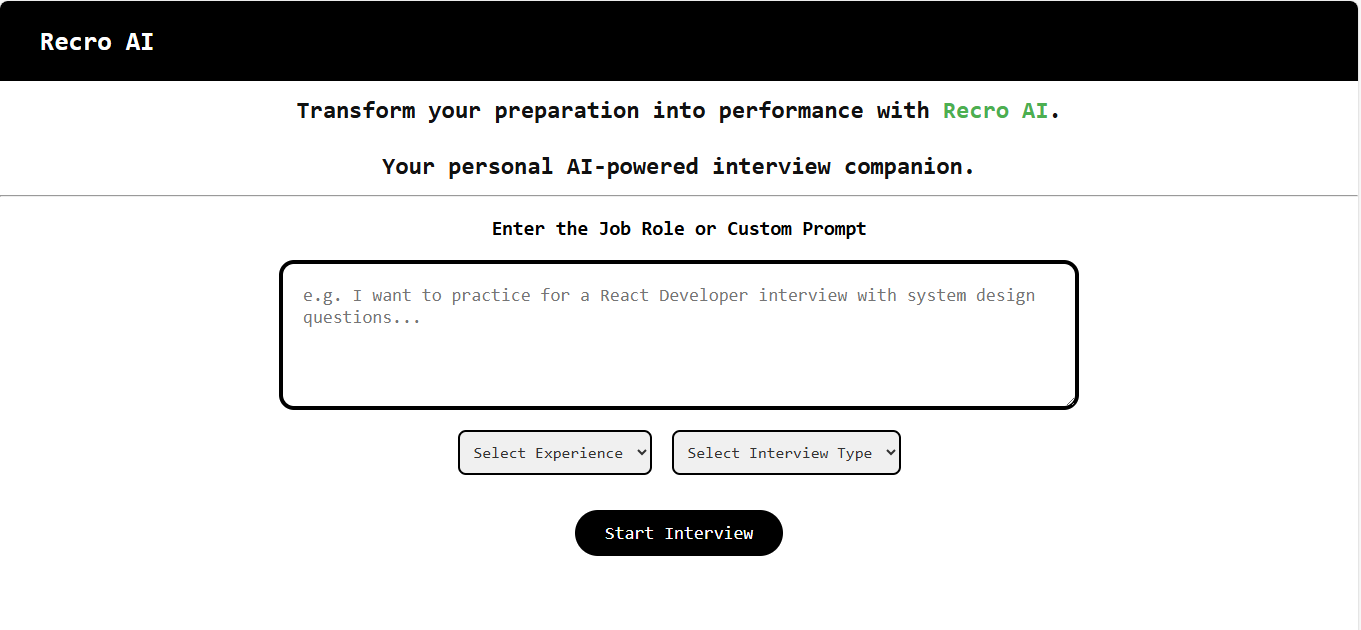 Recro AI
Transform your preparation into performance with Recro AI.
Your personal AI-powered interview companion.
Enter the Job Role or Custom Prompt
e.g. I want to practice for a React Developer interview with system design
questions...
Select Experience
Select Interview Type
Start Interview